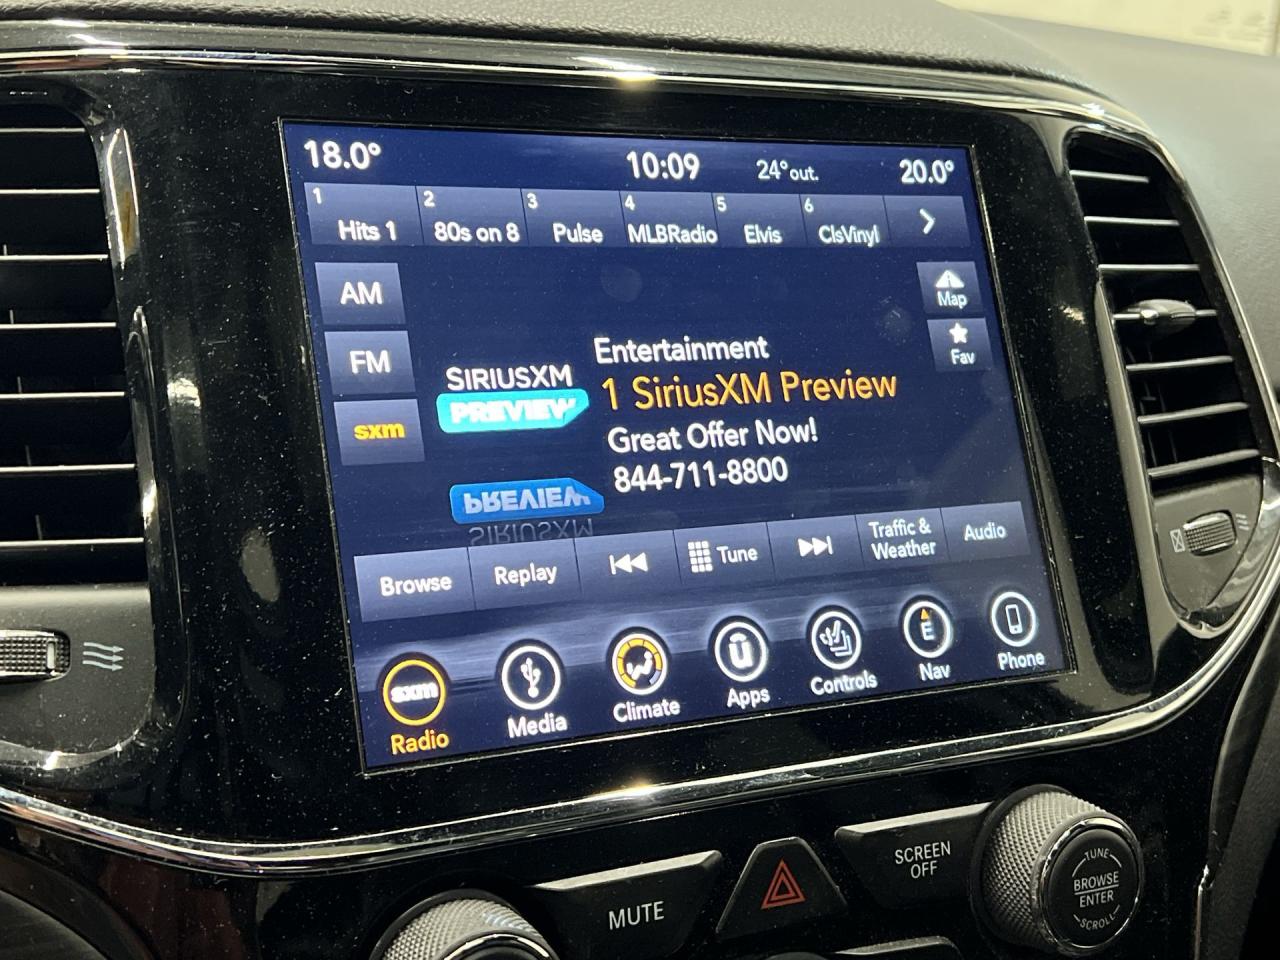 18.0° 10:09 24°out. 20.0°
1 Hits 1
2 80s on 8
3 Pulse
4 MLBRadio
5 Elvis
6 ClsVinyl
AM
FM
sxm
Map
Fav
SIRIUSXM
PREVIEW
Entertainment
1 SiriusXM Preview
Great Offer Now!
844-711-8800
PREVIEW
SIRIUSXM
Browse
Replay
Tune
Traffic &
Weather
Audio
sxm
Radio
Media
Climate
Ū
Apps
Controls
E
Nav
Phone
MUTE
SCREEN
OFF
TUNE
BROWSE
ENTER
SCROLL